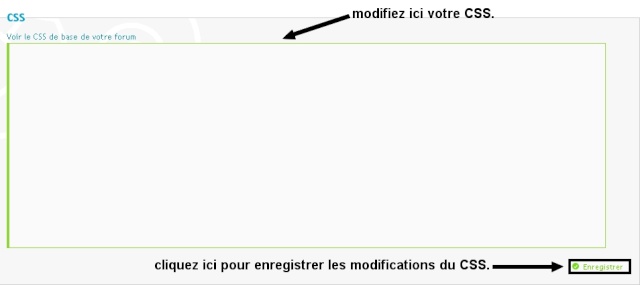 CSS
modifiez ici votre CSS.
Voir le CSS de base de votre forum
cliquez ici pour enregistrer les modifications du CSS.
Enregistrer